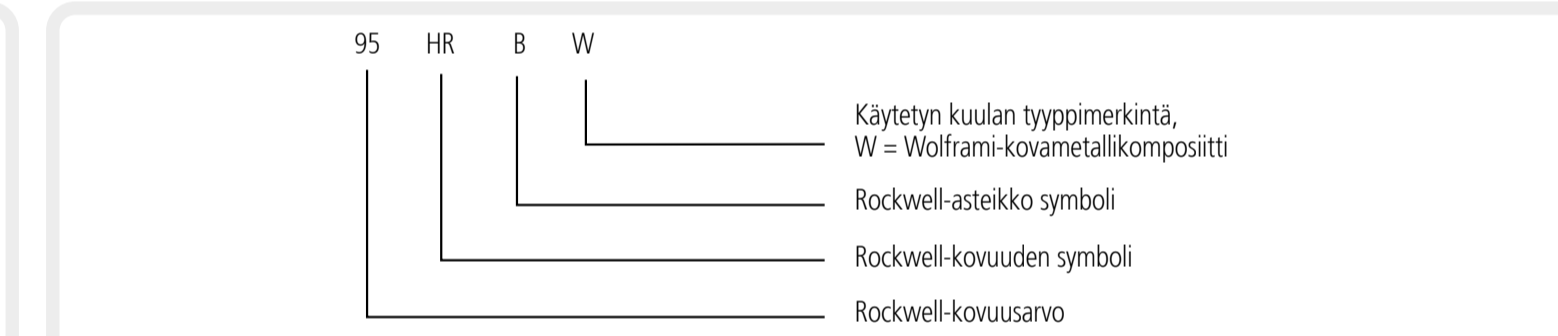 95 HR B W
Käytetyn kuulan tyyppimerkintä,
W = Wolframi-kovametallikomposiitti
Rockwell-asteikko symboli
Rockwell-kovuuden symboli
Rockwell-kovuusarvo